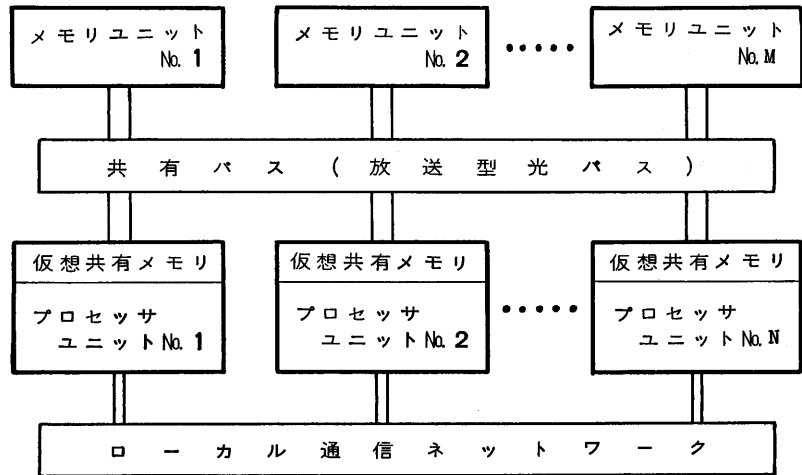 メモリユニット
No. 1
メモリユニット
No. 2
メモリユニット
No. M
共有バス(放送型光バス)
仮想共有メモリ
プロセッサ
ユニットNo. 1
仮想共有メモリ
プロセッサ
ユニットNo. 2
仮想共有メモリ
プロセッサ
ユニットNo. N
ローカル通信ネットワーク